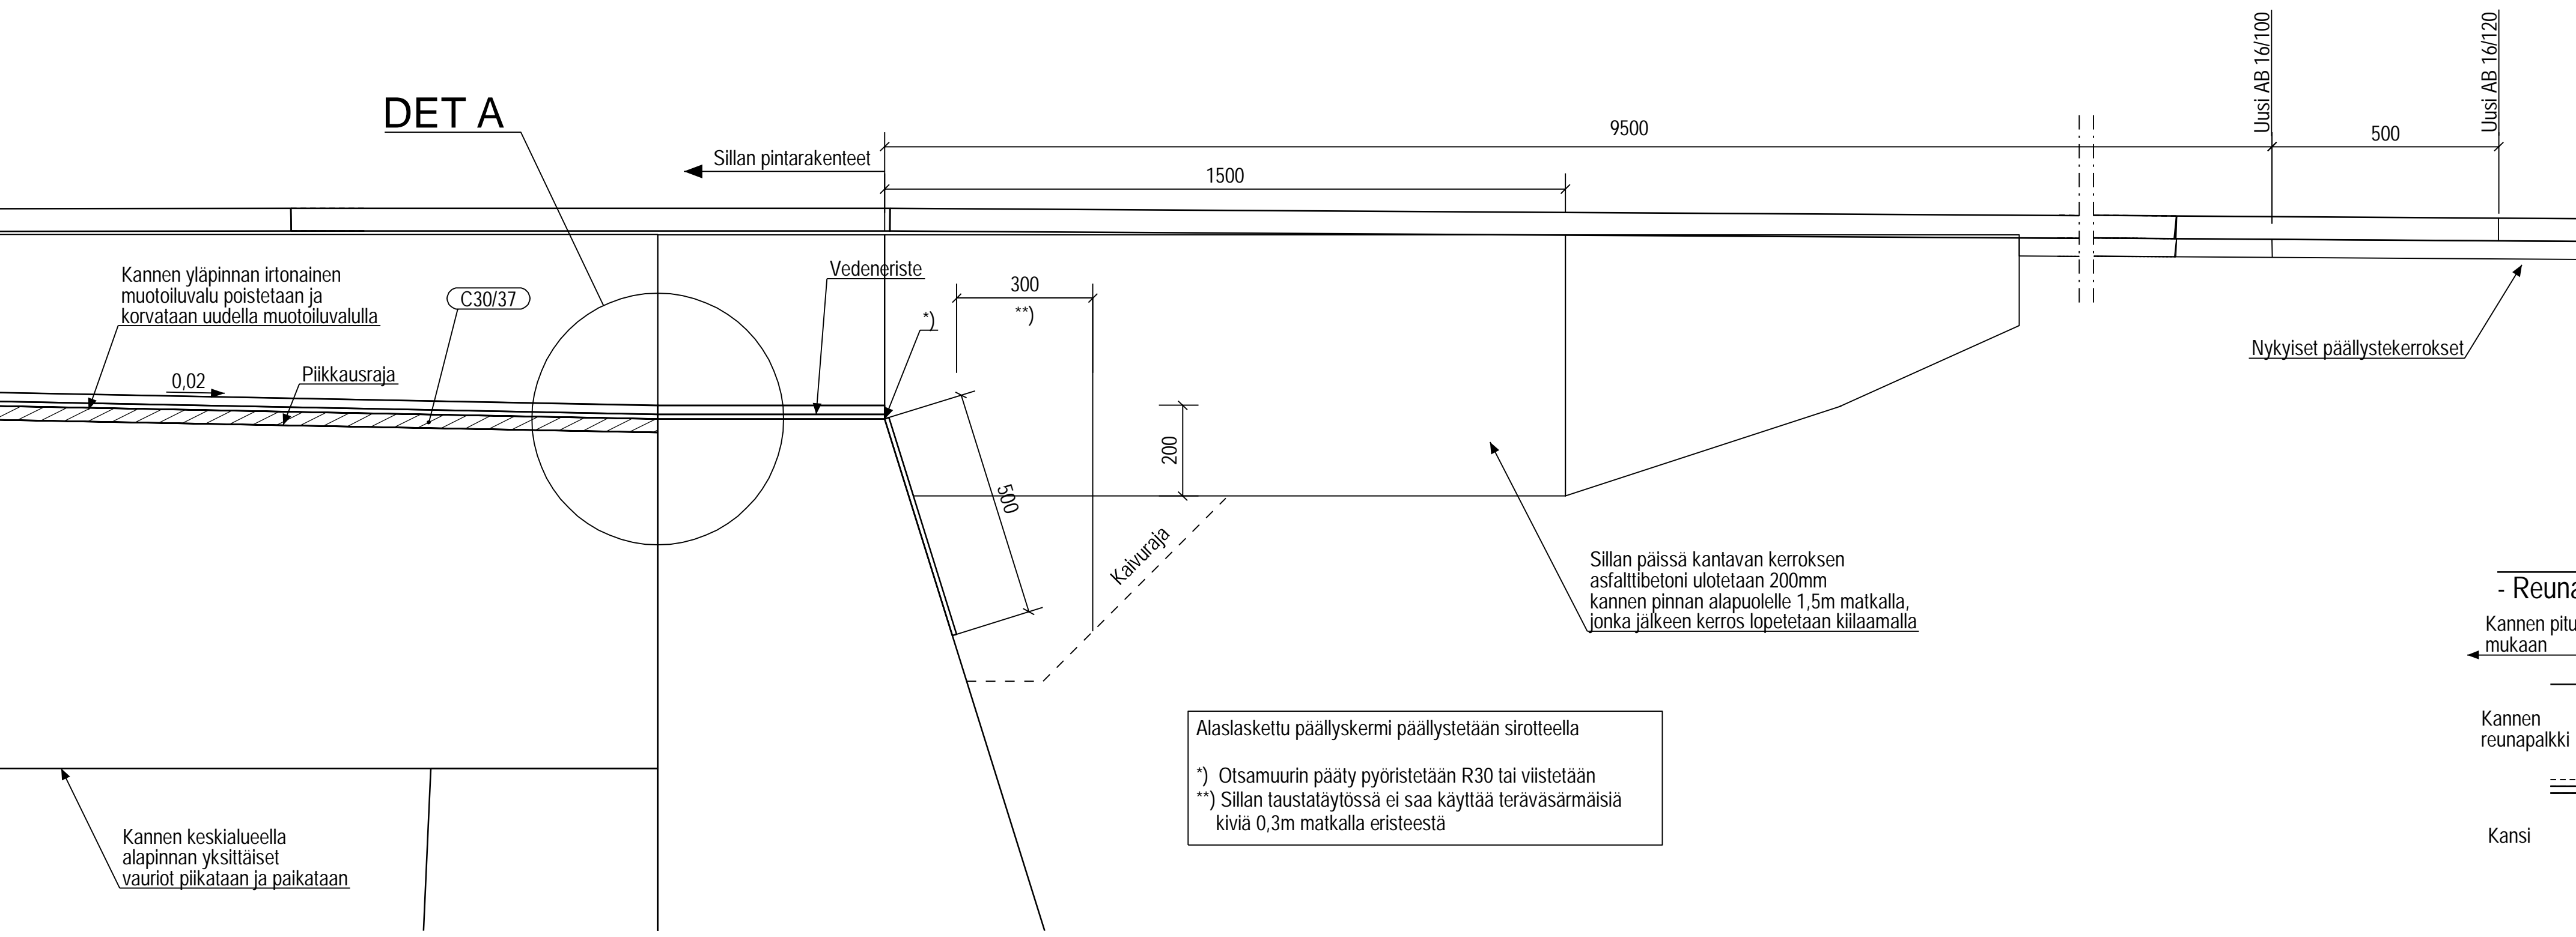 Uusi AB 16/100
Uusi AB 16/120
DET A
9500
500
Sillan pintarakenteet
1500
Kannen yläpinnan irtonainen
muotoiluvalu poistetaan ja
korvataan uudella muotoiluvalulla
C30/37
Vedeneriste
300
*)
**)
Nykyiset päällystekerrokset
0,02
Piikkausraja
200
500
Kaivuraja
Sillan päissä kantavan kerroksen
asfalttibetoni ulotetaan 200mm
kannen pinnan alapuolelle 1,5m matkalla,
jonka jälkeen kerros lopetetaan kiilaamalla
- Reuna
Kannen pitu
mukaan
Alaslaskettu päällyskermi päällystetään sirotteella
*) Otsamuurin pääty pyöristetään R30 tai viistetään
**) Sillan taustatäytössä ei saa käyttää teräväsärmäisiä
kiviä 0,3m matkalla eristeestä
Kannen
reunapalkki
Kansi
Kannen keskialueella
alapinnan yksittäiset
vauriot piikataan ja paikataan